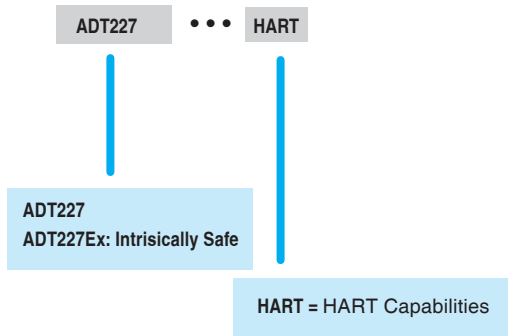 ADT227 ••• HART
ADT227
ADT227Ex: Intrisically Safe
HART = HART Capabilities